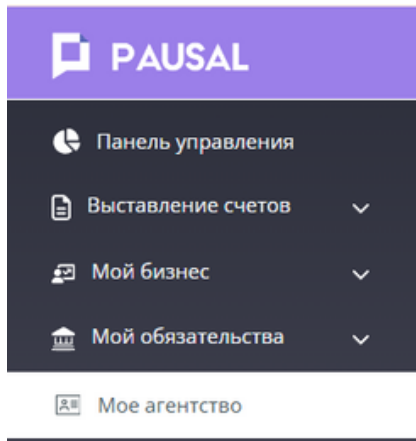 PAUSAL
Панель управления
Выставление счетов
Мой бизнес
Мой обязательства
Мое агентство